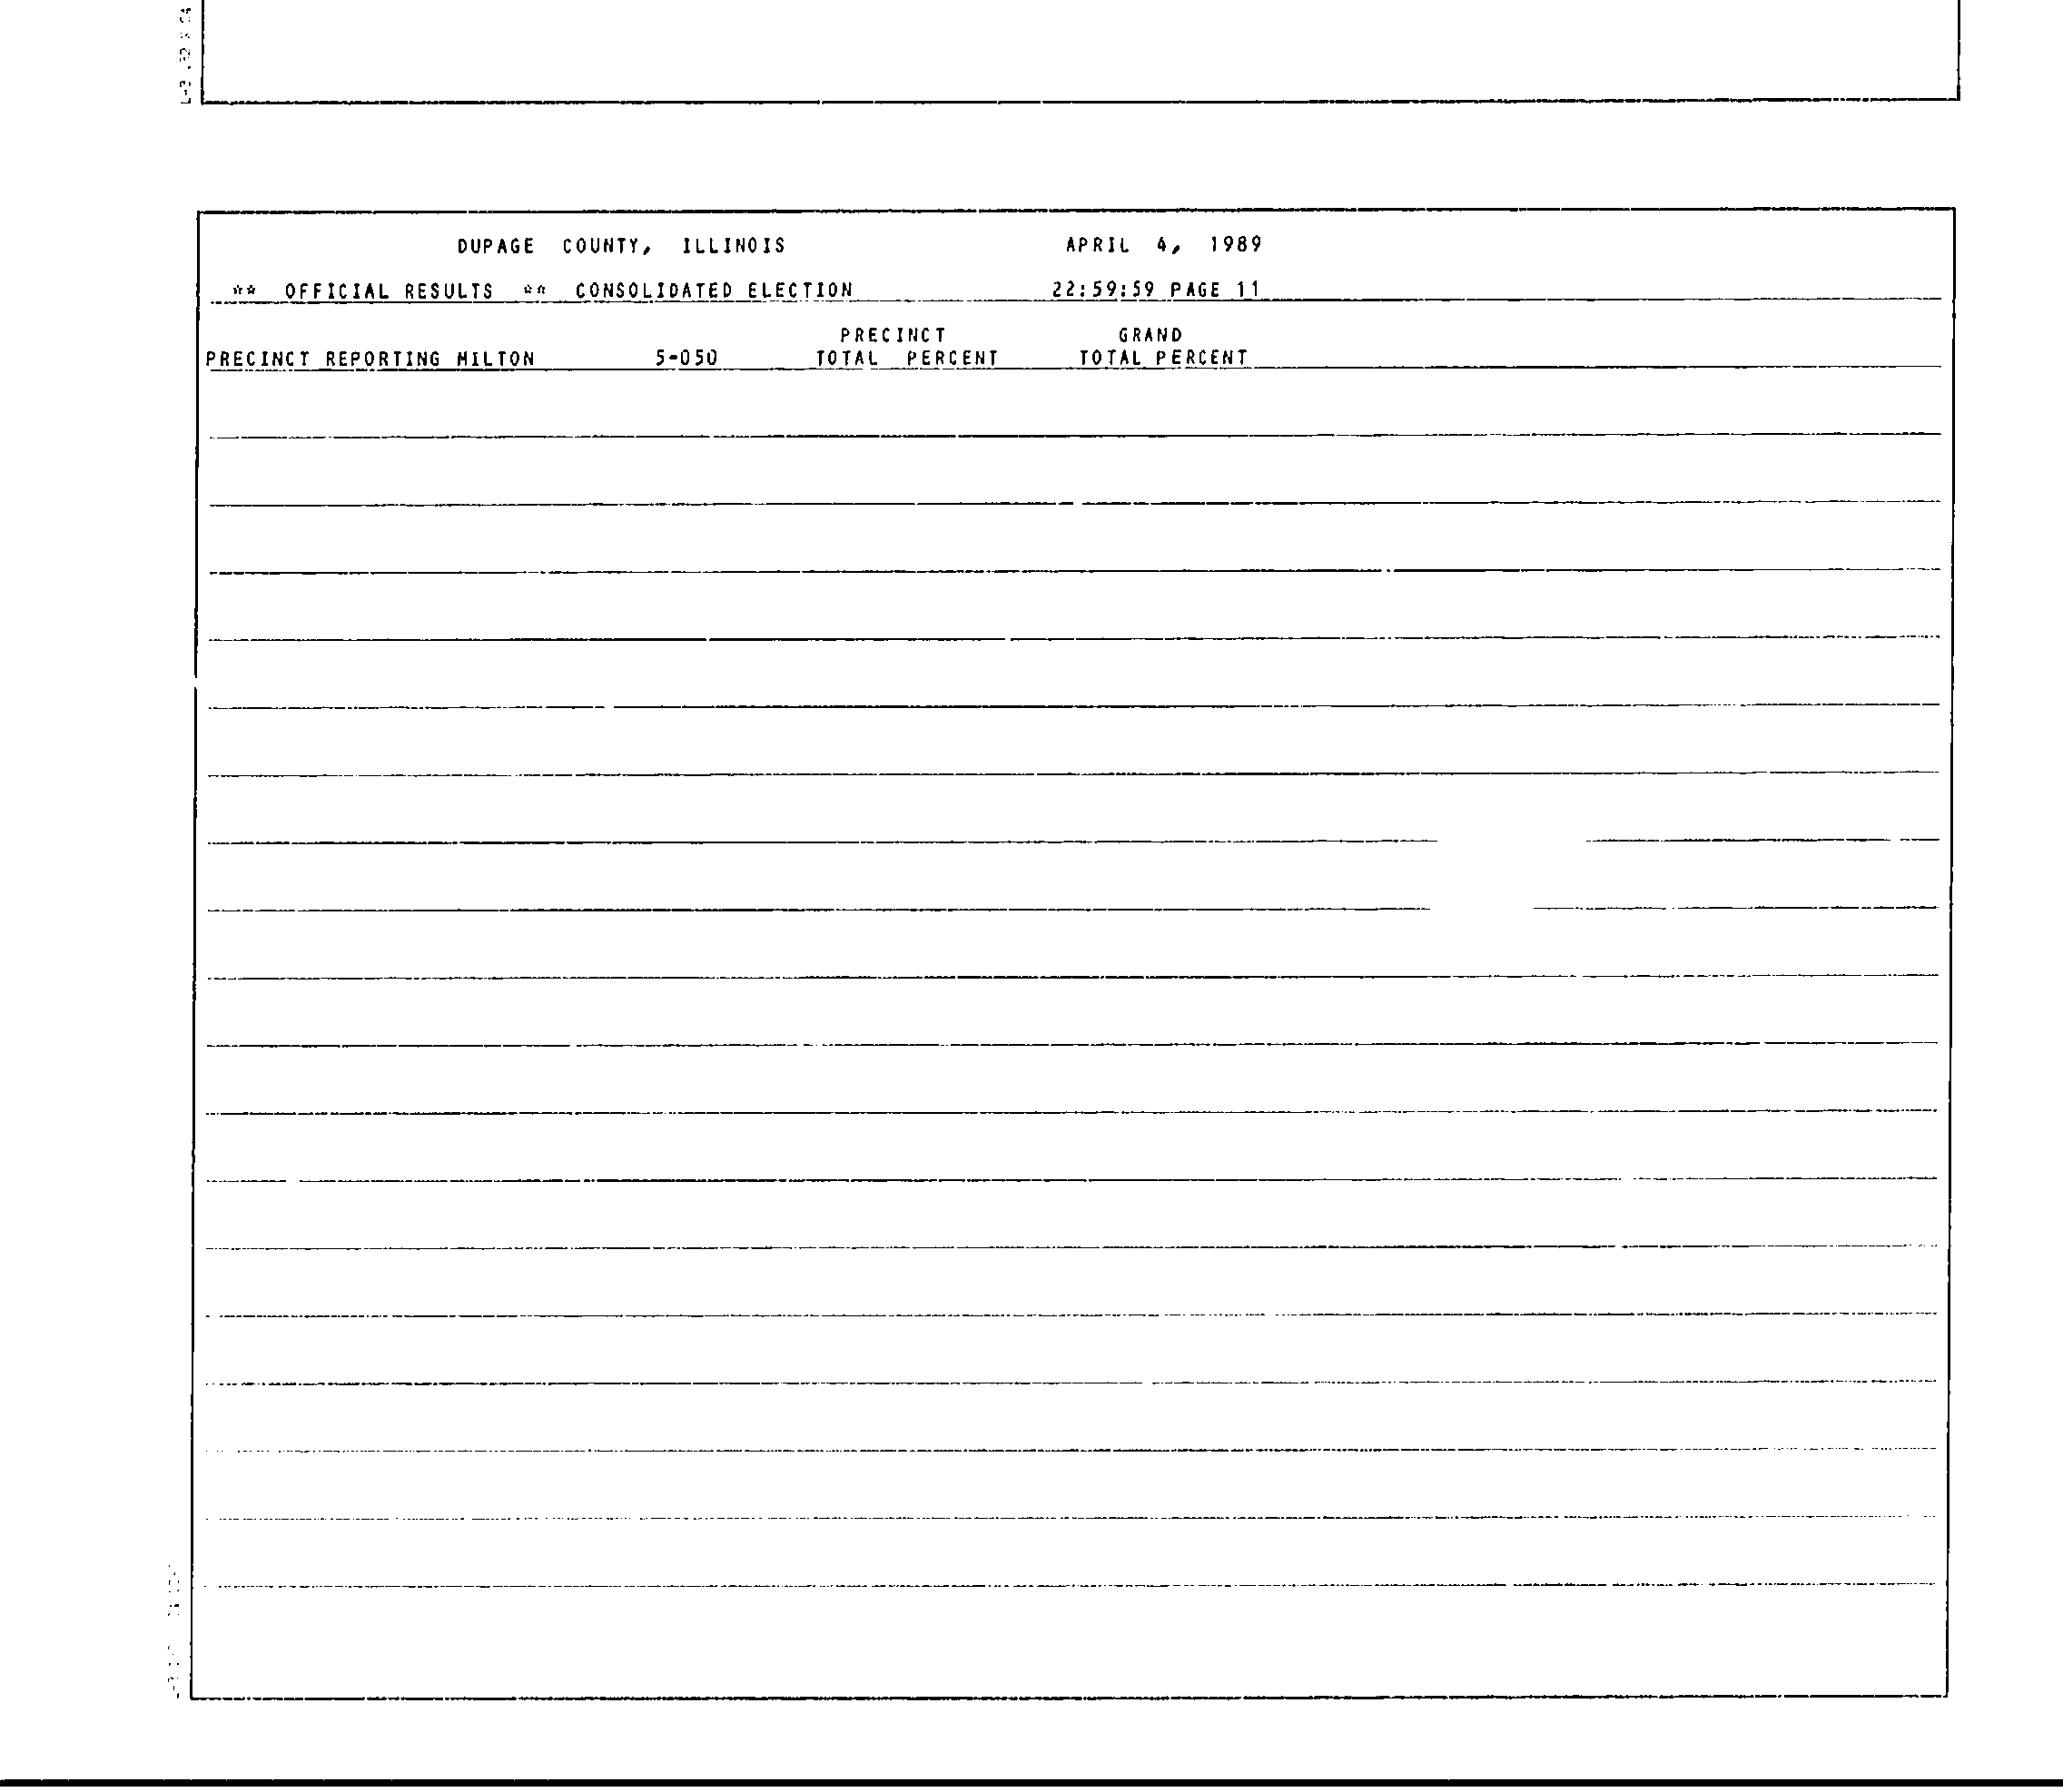 DUPAGE COUNTY, ILLINOIS APRIL 4, 1989
** OFFICIAL RESULTS ** CONSOLIDATED ELECTION 22:59:59 PAGE 11
PRECINCT GRAND
PRECINCT REPORTING MILTON 5-050 TOTAL PERCENT TOTAL PERCENT